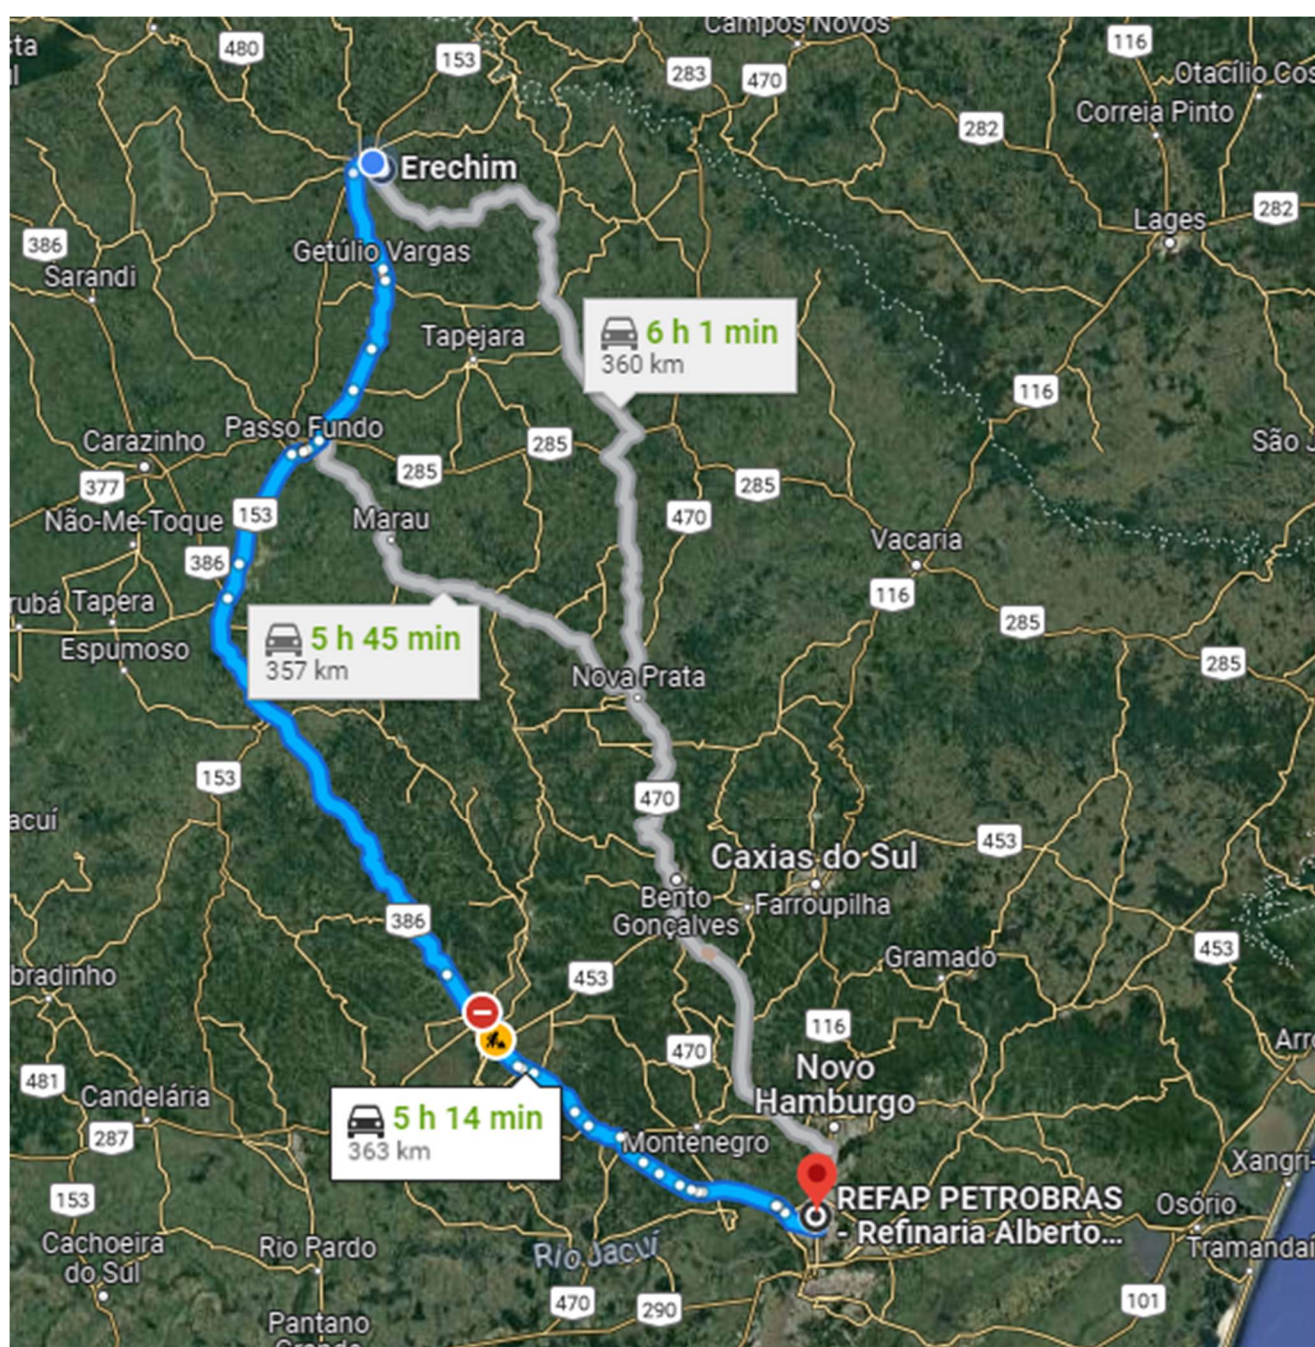 Campos Novos
480
153
116
sta
283
470
Otacílio Cos
Correia Pinto
282
Erechim
282
386
Lages
Getúlio Vargas
Sarandi
Tapejara
6 h 1 min
360 km
116
Passo Fundo
Carazinho
285
285
São J
377
285
153
470
Não-Me-Toque
Marau
386
Vacaria
116
rubá
Tapera
285
5 h 45 min
357 km
Espumoso
285
Nova Prata
153
470
acuí
453
Caxias do Sul
Bento
Gonçalves
Farroupilha
386
453
bradinho
453
Gramado
116
470
Arr
481
Novo
Hamburgo
Candelária
5 h 14 min
363 km
287
Montenegro
Xangri-
153
REFAP PETROBRAS
- Refinaria Alberto...
Osório
Cachoeira
do Sul
Rio Pardo
Rio Jacuí
Tramandaí
470
290
101
Pantano
Grande